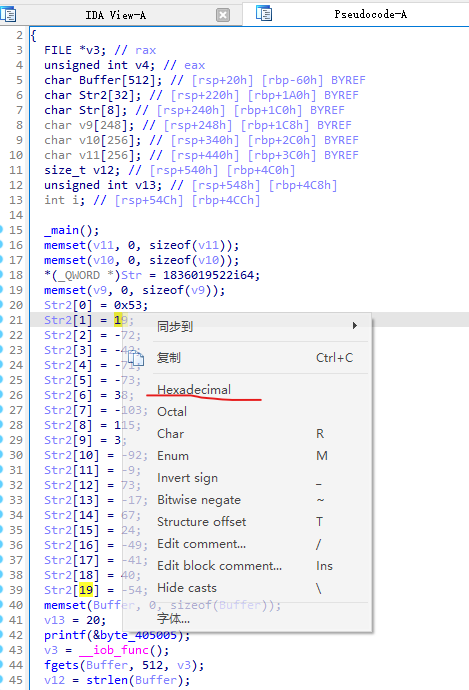 IDA View-A
Pseudocode-A
2 {
3 FILE *v3; // rax
4 unsigned int v4; // eax
5 char Buffer[512]; // [rsp+20h] [rbp-60h] BYREF
6 char Str2[32]; // [rsp+220h] [rbp+1A0h] BYREF
7 char Str[8]; // [rsp+240h] [rbp+1C0h] BYREF
8 char v9[248]; // [rsp+248h] [rbp+1C8h] BYREF
9 char v10[256]; // [rsp+340h] [rbp+2C0h] BYREF
10 char v11[256]; // [rsp+440h] [rbp+3C0h] BYREF
11 size_t v12; // [rsp+540h] [rbp+4C0h]
12 unsigned int v13; // [rsp+548h] [rbp+4C8h]
13 int i; // [rsp+54Ch] [rbp+4CCh]
14
15 _main();
16 memset(v11, 0, sizeof(v11));
17 memset(v10, 0, sizeof(v10));
18 *(_QWORD *)Str = 1836019522i64;
19 memset(v9, 0, sizeof(v9));
20 Str2[0] = 0x53;
21 Str2[1] = 19;
22 Str2[2] = -72;
23 Str2[3] = -42;
24 Str2[4] = -71;
25 Str2[5] = -73;
26 Str2[6] = 38;
27 Str2[7] = -103;
28 Str2[8] = 115;
29 Str2[9] = 3;
30 Str2[10] = -92;
31 Str2[11] = -9;
32 Str2[12] = 73;
33 Str2[13] = -17;
34 Str2[14] = 67;
35 Str2[15] = 24;
36 Str2[16] = -49;
37 Str2[17] = -41;
38 Str2[18] = 40;
39 Str2[19] = -54;
40 memset(Buffer, 0, sizeof(Buffer));
41 v13 = 20;
42 printf(&byte_405005);
43 v3 = __iob_func();
44 fgets(Buffer, 512, v3);
45 v12 = strlen(Buffer);
同步到
复制 Ctrl+C
Hexadecimal
Octal
Char R
Enum M
Invert sign _
Bitwise negate ~
Structure offset T
Edit comment... /
Edit block comment... Ins
Hide casts \
字体...